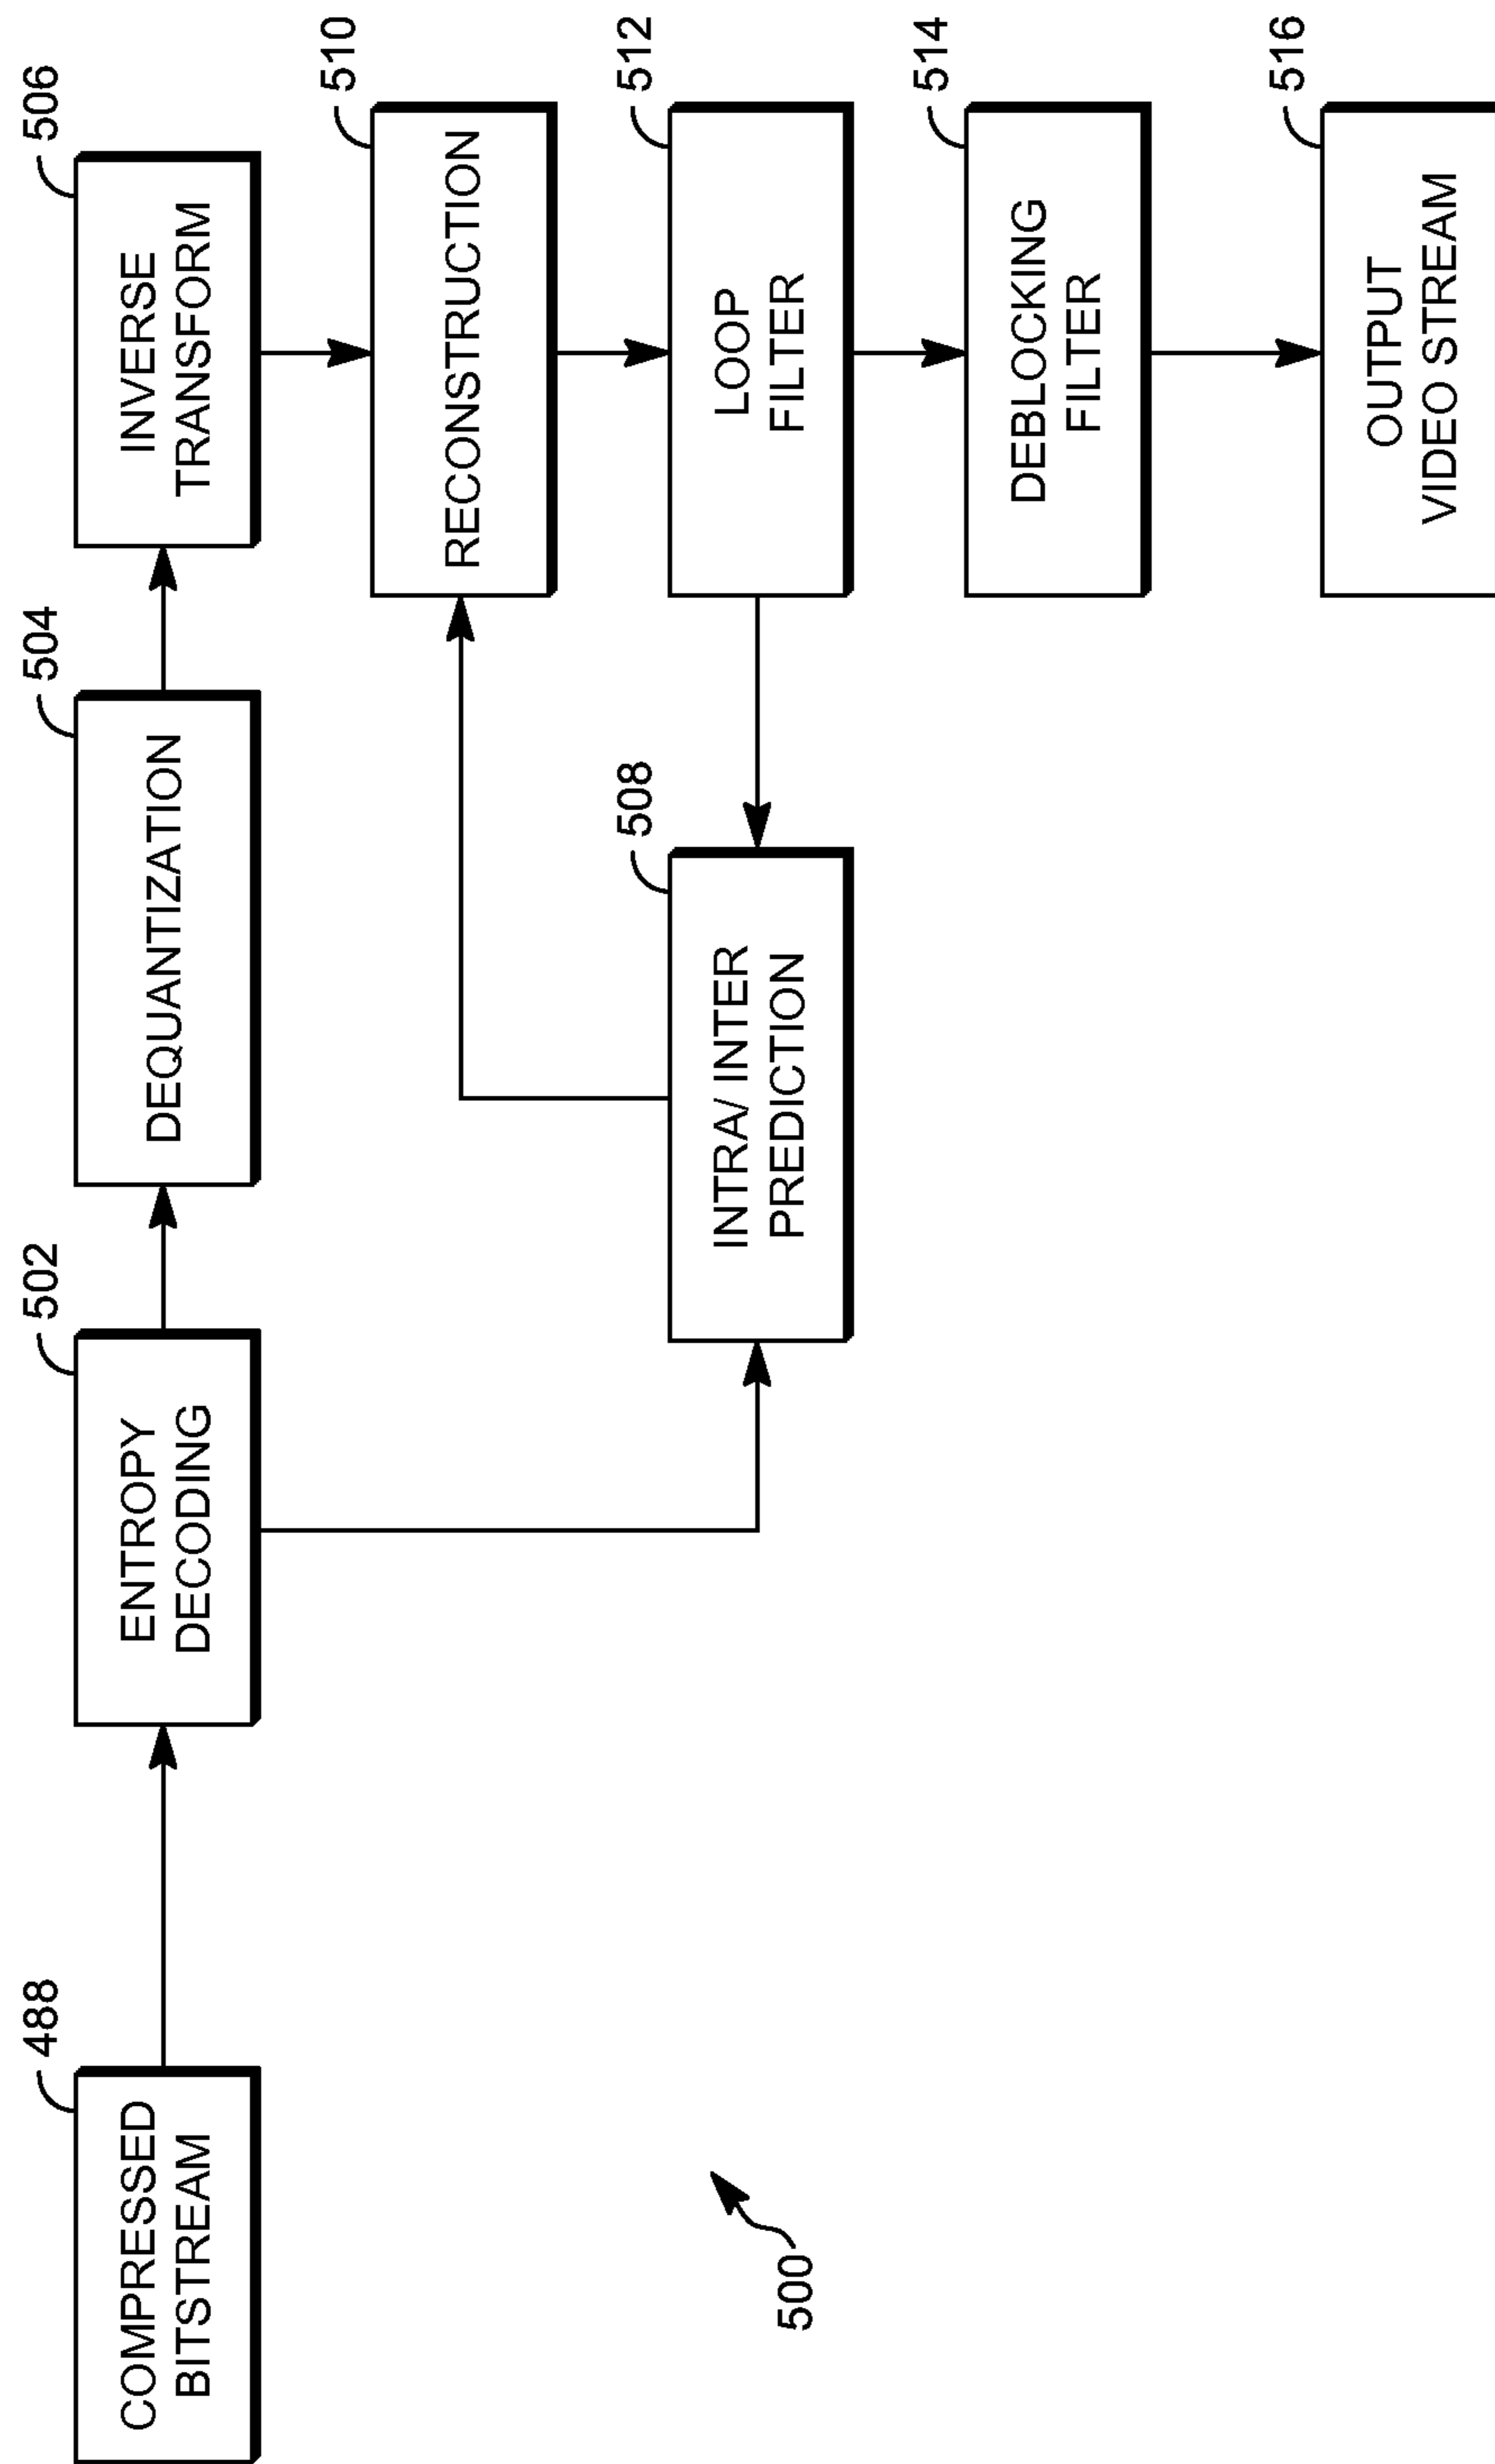 488
COMPRESSED
BITSTREAM
502
ENTROPY
DECODING
504
DEQUANTIZATION
506
INVERSE
TRANSFORM
508
INTRA/ INTER
PREDICTION
510
RECONSTRUCTION
512
LOOP
FILTER
514
DEBLOCKING
FILTER
516
OUTPUT
VIDEO STREAM
500